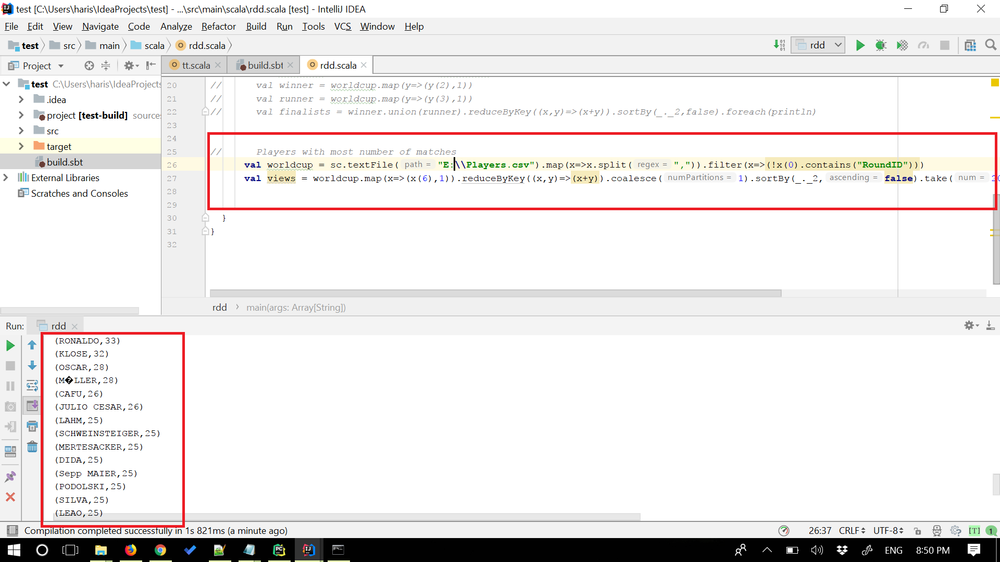 test [C:\Users\haris\IdeaProjects\test] - ...\src\main\scala\rdd.scala [test] - IntelliJ IDEA
File Edit View Navigate Code Analyze Refactor Build Run Tools VCS Window Help
test src main scala rdd.scala
rdd
Project
tt.scala build.sbt rdd.scala
test C:\Users\haris\IdeaProjects
.idea
project [test-build] source
src
target
build.sbt
External Libraries
Scratches and Consoles
20 // val winner = worldcup.map(y=>(y(2),1))
21 // val runner = worldcup.map(y=>(y(3),1))
22 // val finalists = winner.union(runner).reduceByKey((x,y)=>(x+y)).sortBy(_._2,false).foreach(println)
23
24
25 // Players with most number of matches
26 val worldcup = sc.textFile( path = "E:\\Players.csv").map(x=>x.split( regex = ",")).filter(x=>(!x(0).contains("RoundID")))
27 val views = worldcup.map(x=>(x(6),1)).reduceByKey((x,y)=>(x+y)).coalesce( numPartitions = 1).sortBy(_._2, ascending = false).take( num = 20
28
29
30 }
31 }
32
rdd main(args: Array[String])
Run: rdd
(RONALDO,33)
(KLOSE,32)
(OSCAR,28)
(M�LLER,28)
(CAFU,26)
(JULIO CESAR,26)
(LAHM,25)
(SCHWEINSTEIGER,25)
(MERTESACKER,25)
(DIDA,25)
(Sepp MAIER,25)
(PODOLSKI,25)
(SILVA,25)
(LEAO,25)
Compilation completed successfully in 1s 821ms (a minute ago)
26:37 CRLF UTF-8 [T] 1
ENG 8:50 PM